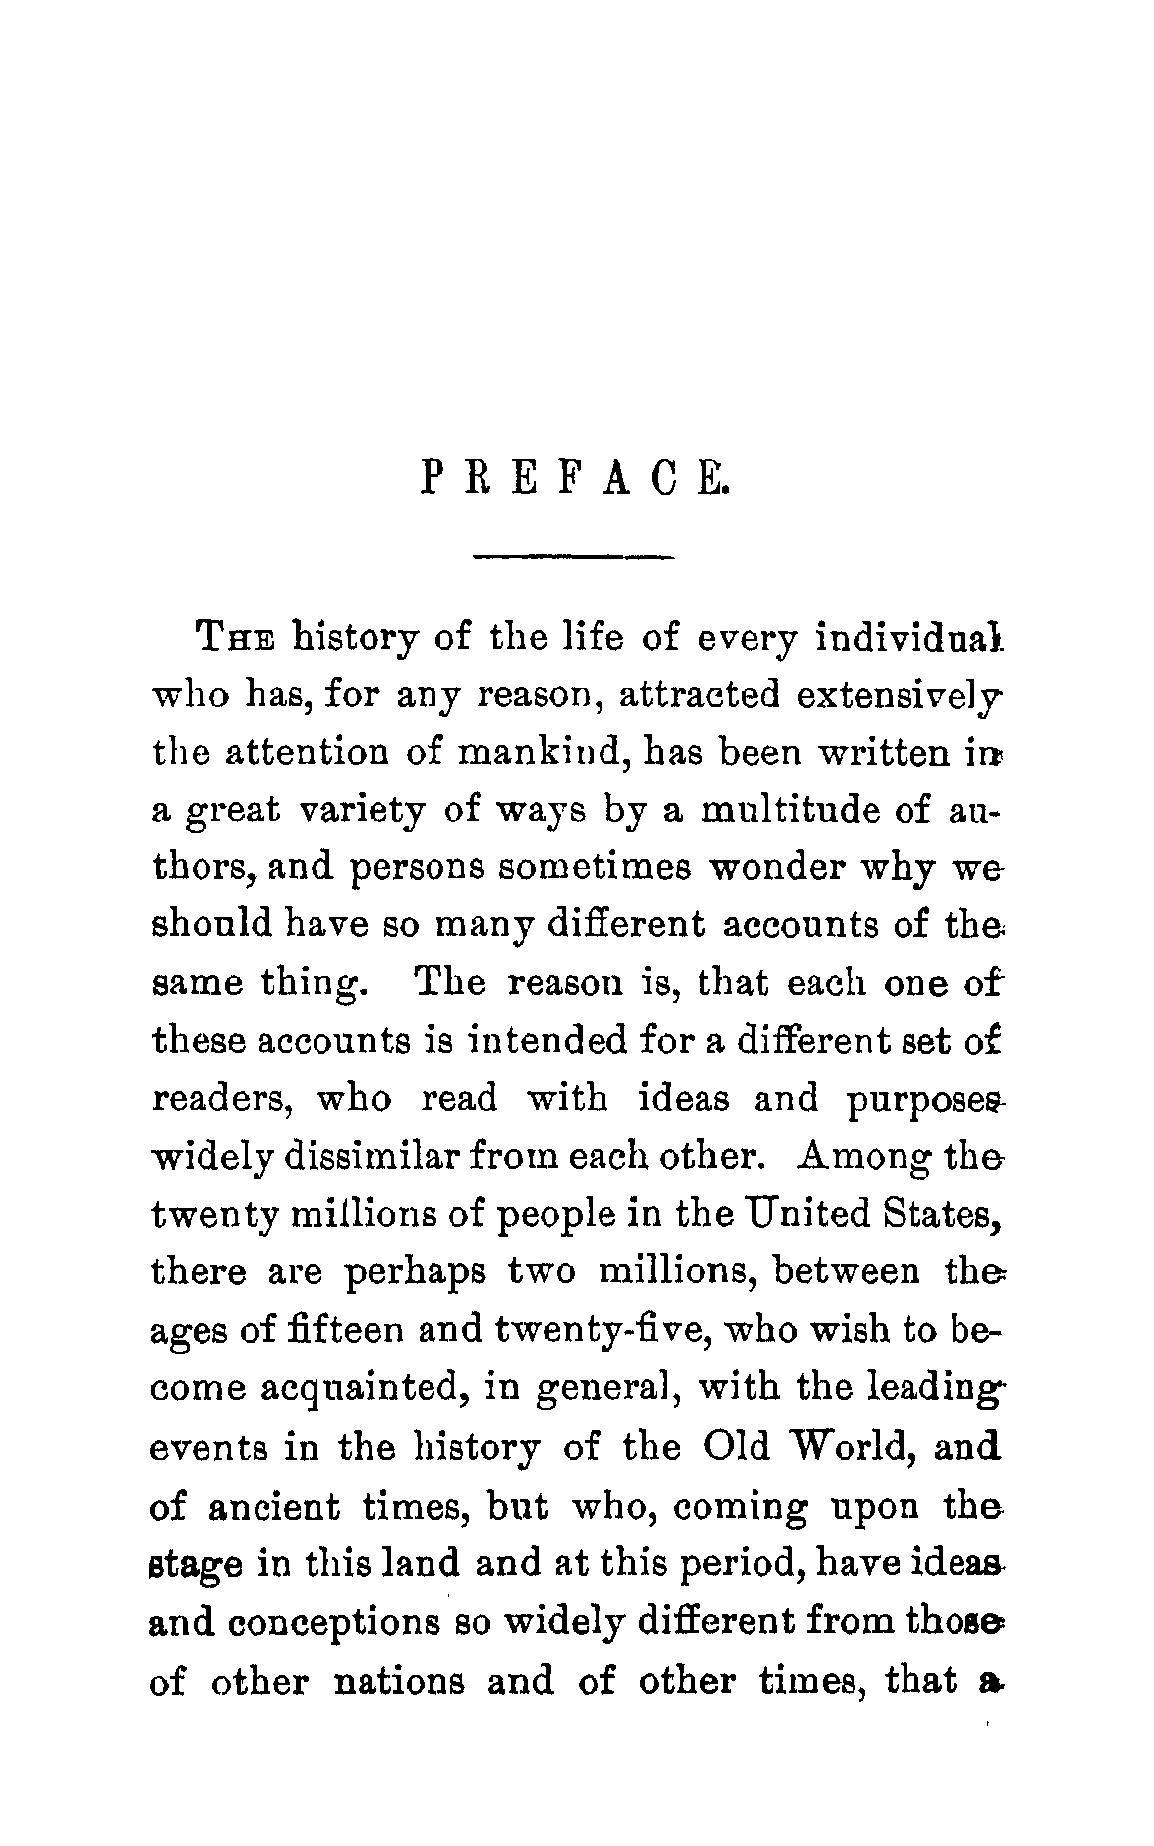 PREFACE.
THE history of the life of every individual
who has, for any reason, attracted extensively
the attention of mankind, has been written in
a great variety of ways by a multitude of au-
thors, and persons sometimes wonder why we
should have so many different accounts of the
same thing. The reason is, that each one of
these accounts is intended for a different set of
readers, who read with ideas and purposes
widely dissimilar from each other. Among the
twenty millions of people in the United States,
there are perhaps two millions, between the
ages of fifteen and twenty-five, who wish to be-
come acquainted, in general, with the leading
events in the history of the Old World, and
of ancient times, but who, coming upon the
stage in this land and at this period, have ideas
and conceptions so widely different from those
of other nations and of other times, that a